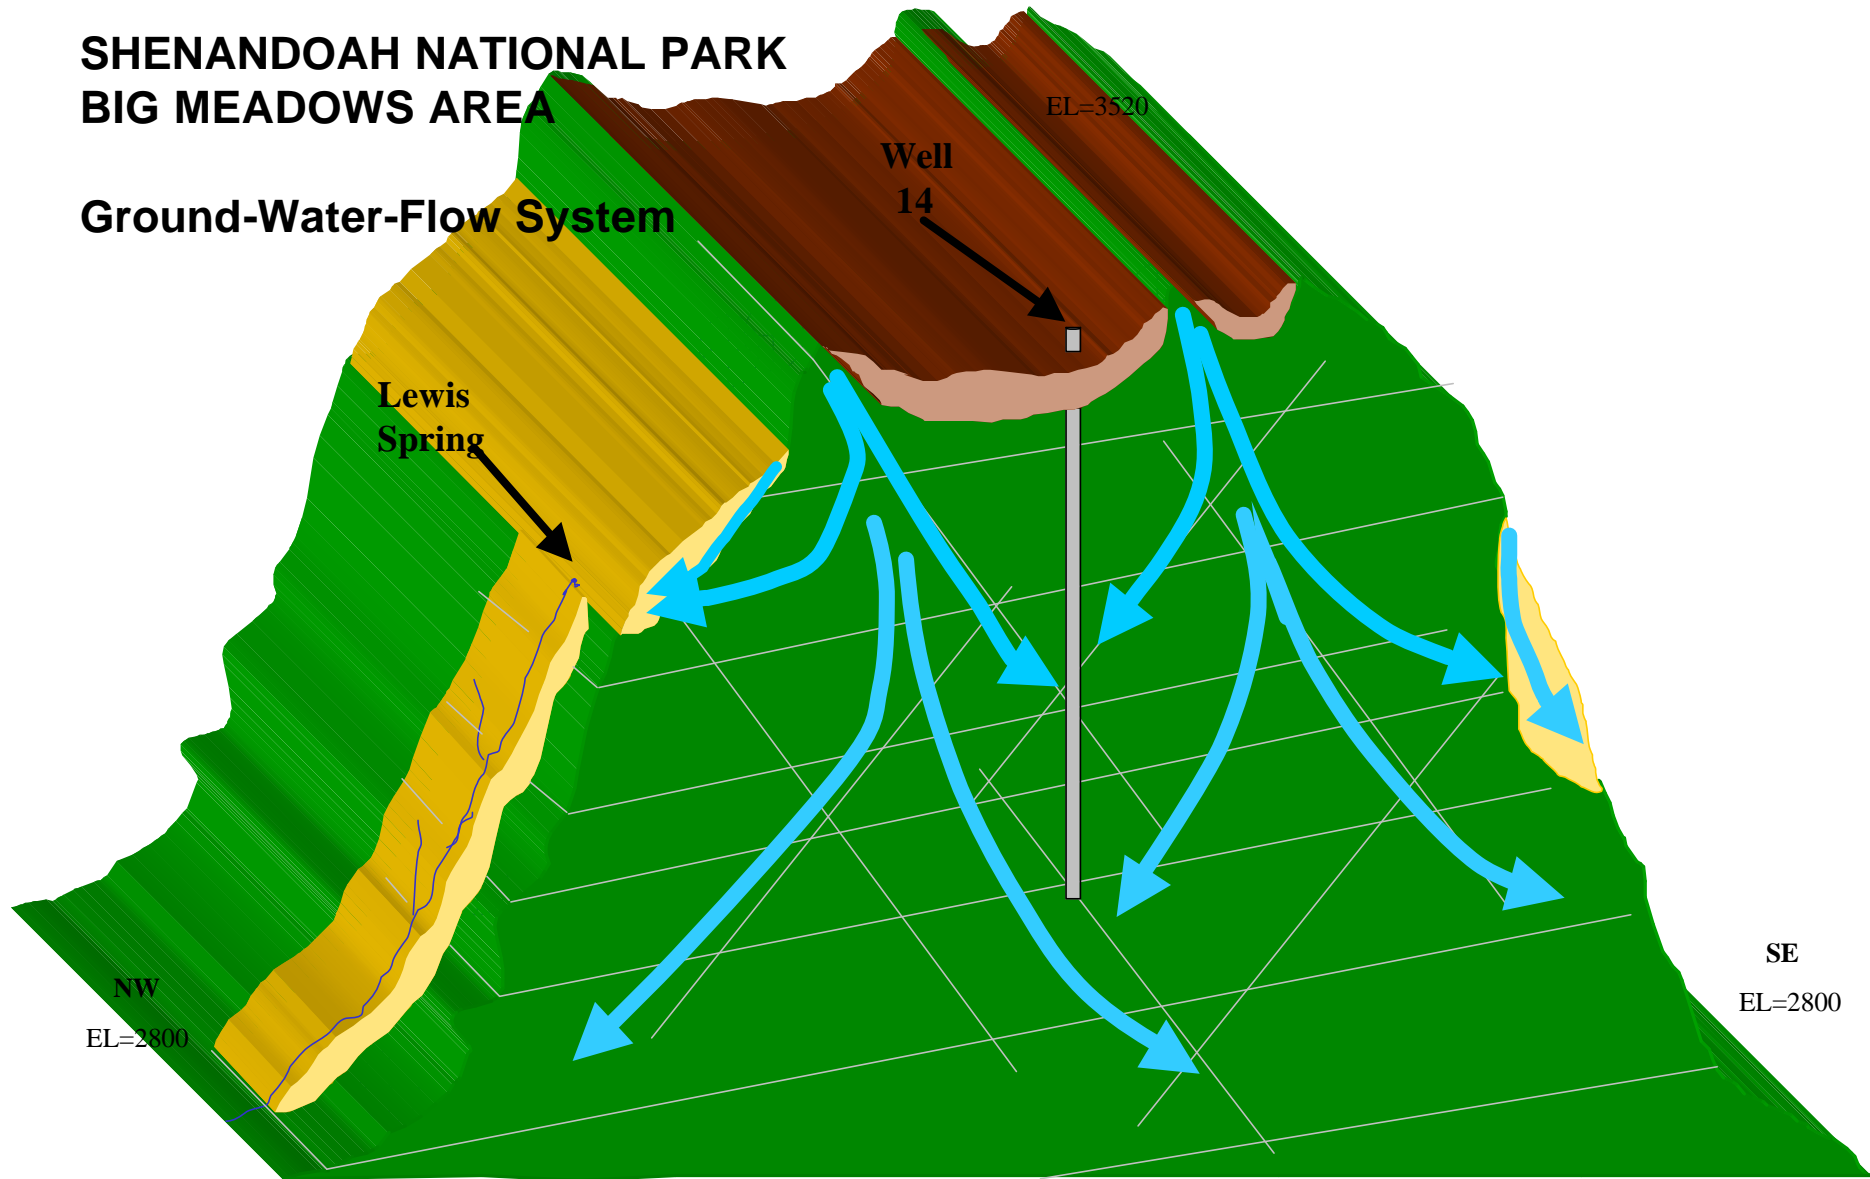 SHENANDOAH NATIONAL PARK
BIG MEADOWS AREA
Ground-Water-Flow System
EL=3520
Well
14
Lewis
Spring
NW
EL=2800
SE
EL=2800